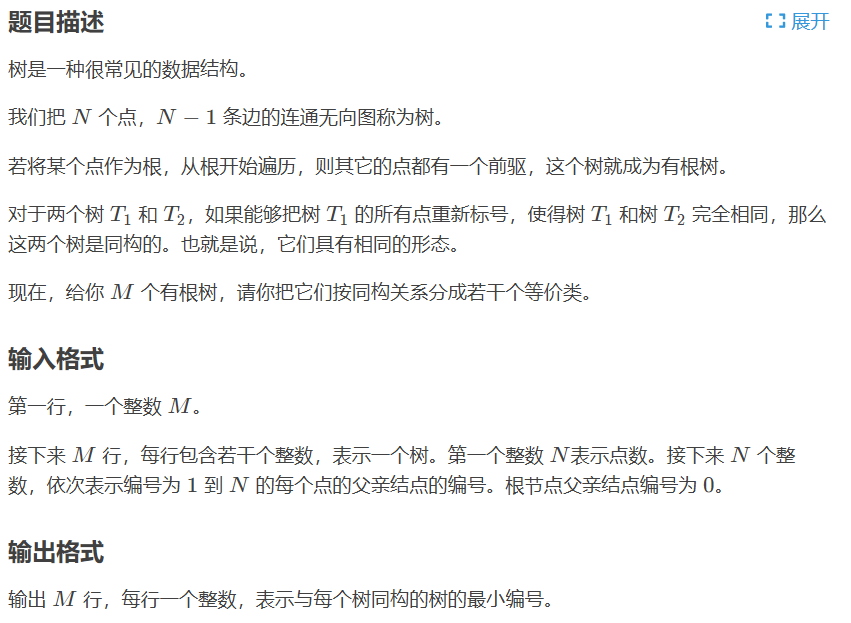 题目描述
展开
树是一种很常见的数据结构。
我们把 N 个点，N − 1 条边的连通无向图称为树。
若将某个点作为根，从根开始遍历，则其它的点都有一个前驱，这个树就成为有根树。
对于两个树 T₁ 和 T₂，如果能够把树 T₁ 的所有点重新标号，使得树 T₁ 和树 T₂ 完全相同，那么
这两个树是同构的。也就是说，它们具有相同的形态。
现在，给你 M 个有根树，请你把它们按同构关系分成若干个等价类。
输入格式
第一行，一个整数 M。
接下来 M 行，每行包含若干个整数，表示一个树。第一个整数 N表示点数。接下来 N 个整
数，依次表示编号为 1 到 N 的每个点的父亲结点的编号。根节点父亲结点编号为 0。
输出格式
输出 M 行，每行一个整数，表示与每个树同构的树的最小编号。